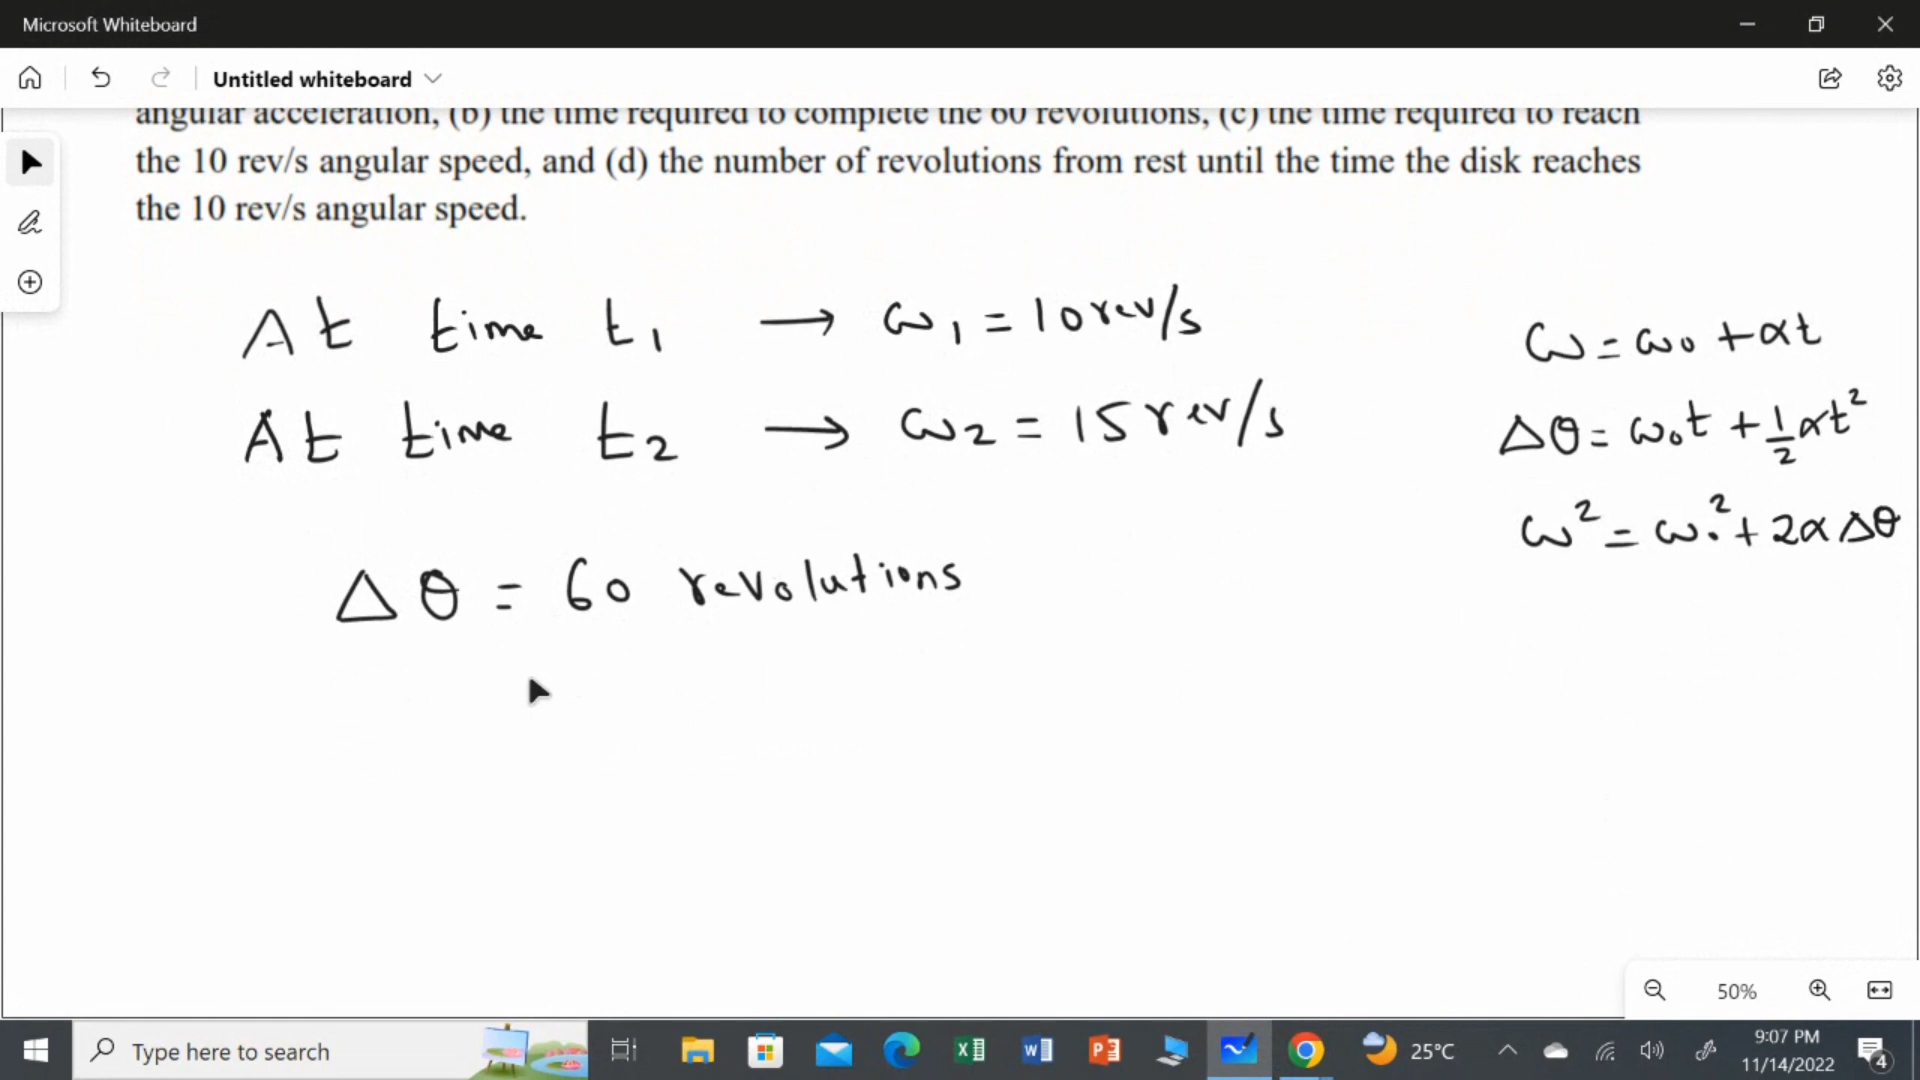 Microsoft Whiteboard
Untitled whiteboard
angular acceleration, (b) the time required to complete the 60 revolutions, (c) the time required to reach
the 10 rev/s angular speed, and (d) the number of revolutions from rest until the time the disk reaches
the 10 rev/s angular speed.
At time t₁ → ω₁ = 10 rev/s
At time t₂ → ω₂ = 15 rev/s
Δθ = 60 revolutions
ω = ω₀ + αt
Δθ = ω₀t + ½αt²
ω² = ω₀² + 2αΔθ
50%
Type here to search
25°C
9:07 PM
11/14/2022
4